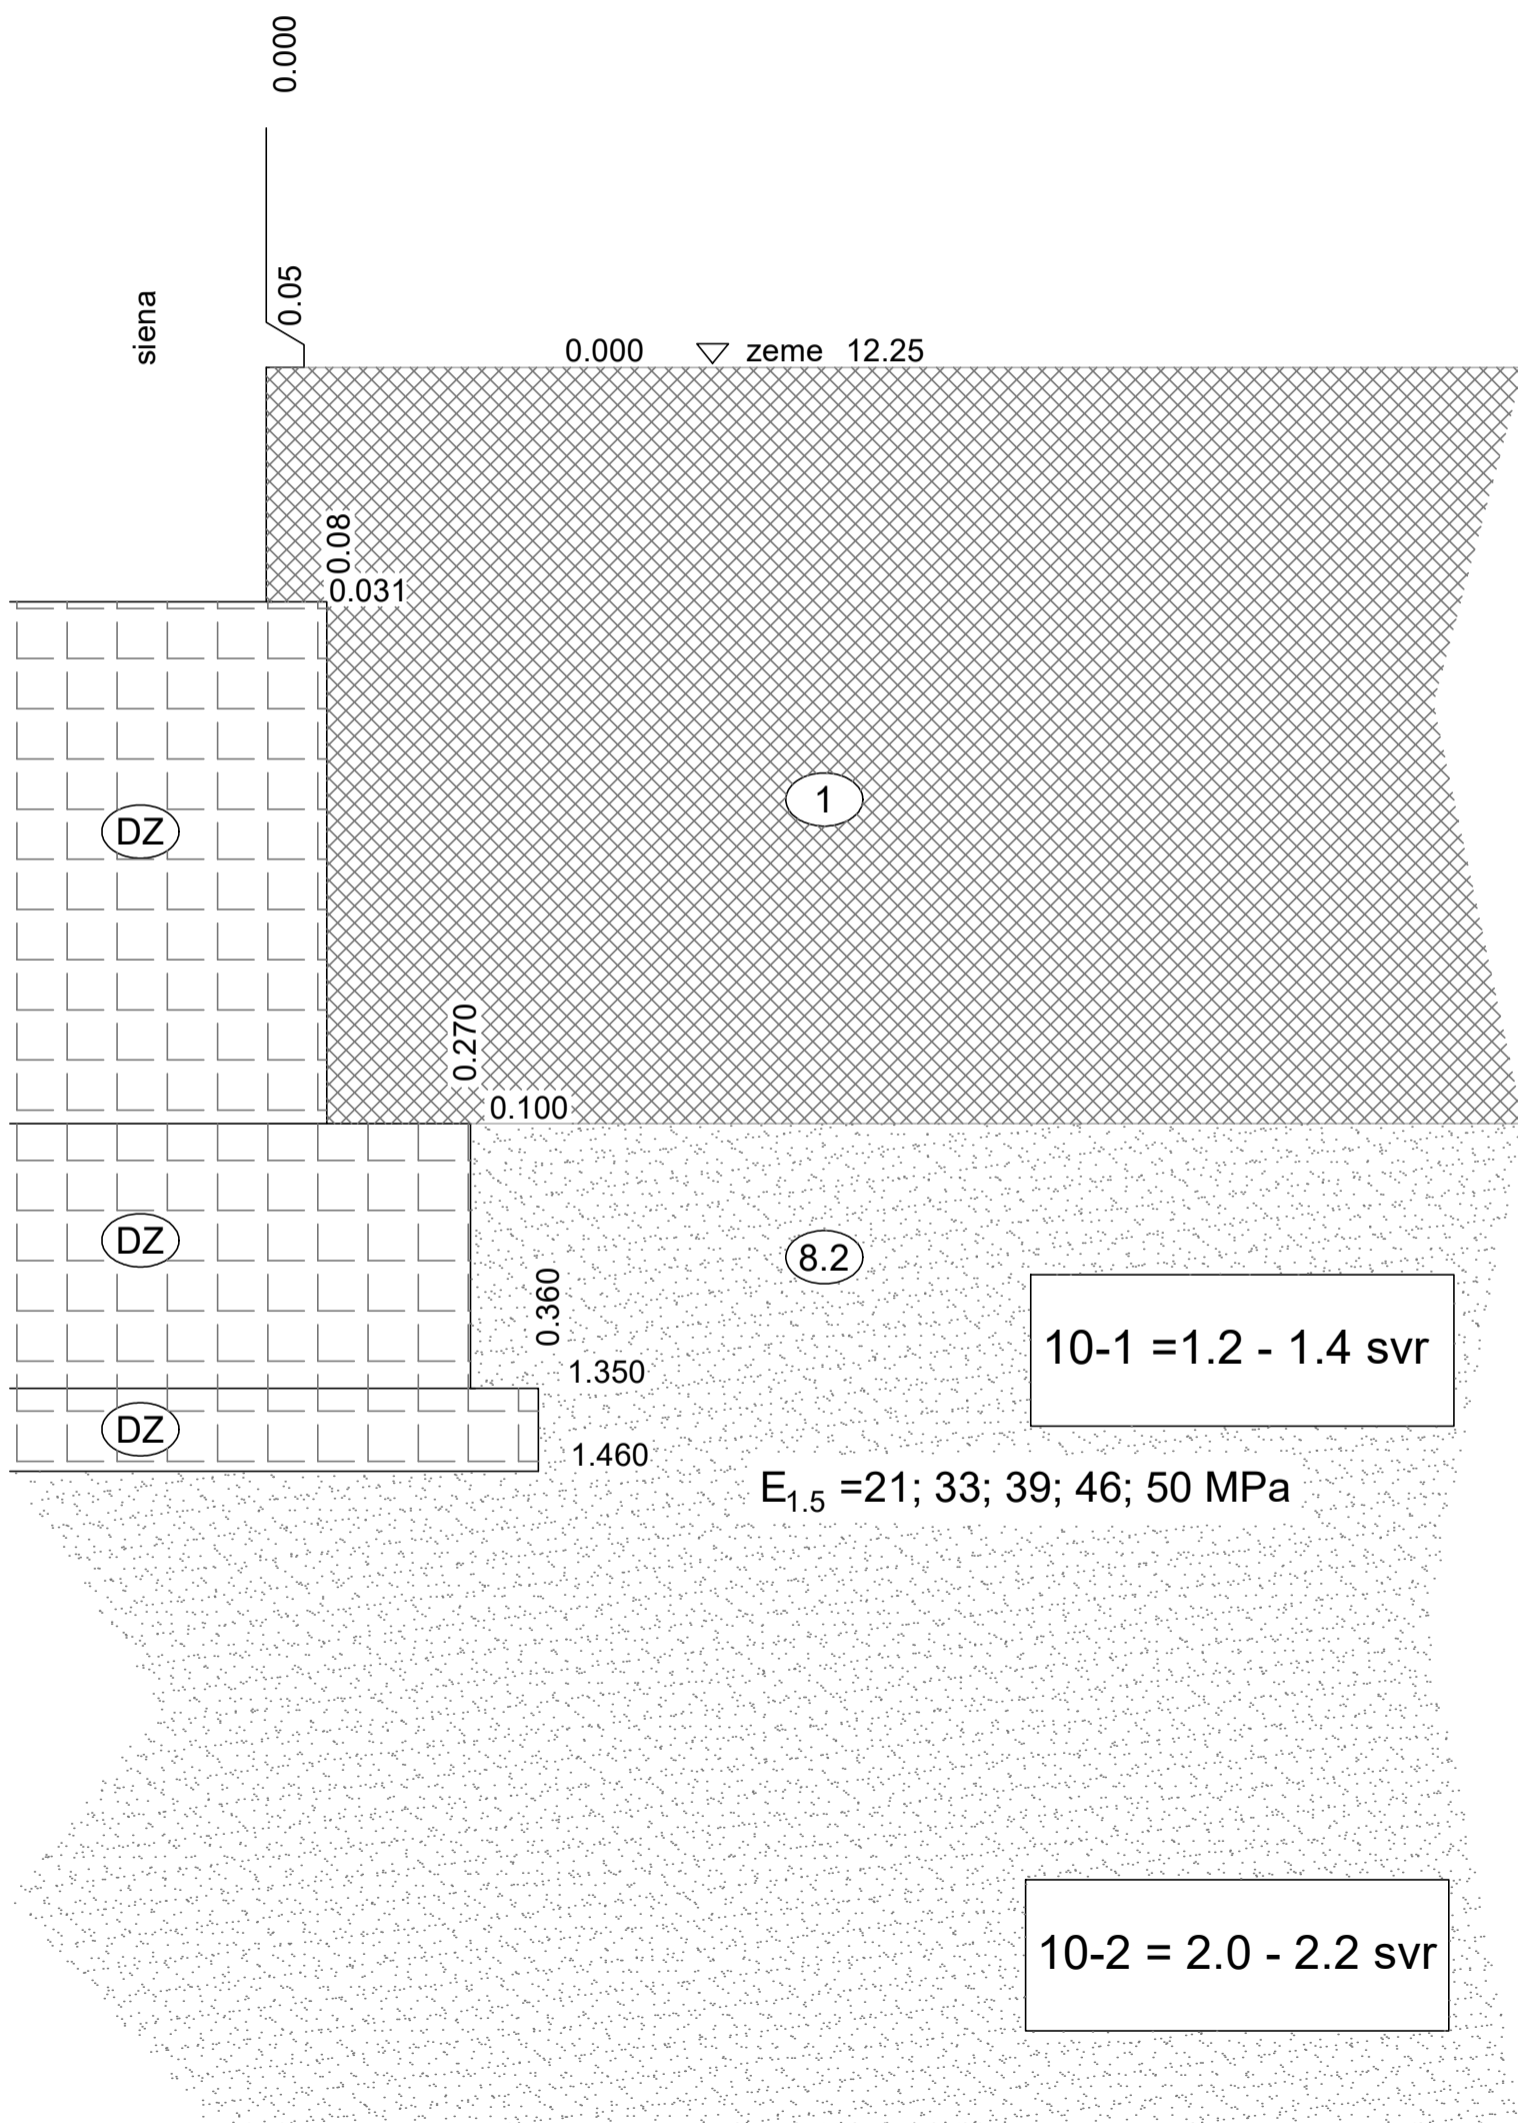 0.000
siena
0.05
0.000 zeme 12.25
0.08
0.031
1
DZ
0.270
0.100
DZ
8.2
0.360
10-1 =1.2 - 1.4 svr
1.350
DZ
1.460
E1.5 =21; 33; 39; 46; 50 MPa
10-2 = 2.0 - 2.2 svr